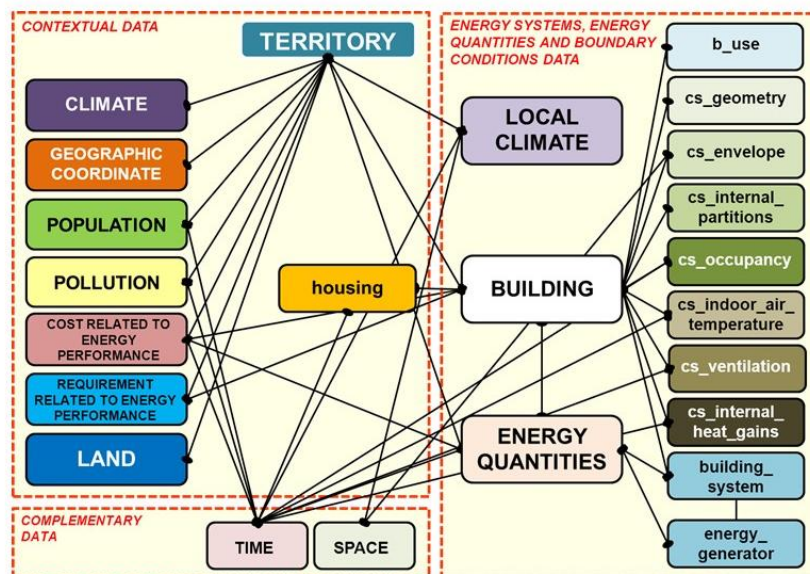 CONTEXTUAL DATA
TERRITORY
CLIMATE
GEOGRAPHIC
COORDINATE
POPULATION
POLLUTION
COST RELATED TO
ENERGY
PERFORMANCE
REQUIREMENT
RELATED TO ENERGY
PERFORMANCE
LAND
housing
COMPLEMENTARY
DATA
TIME
SPACE
ENERGY SYSTEMS, ENERGY
QUANTITIES AND BOUNDARY
CONDITIONS DATA
LOCAL
CLIMATE
BUILDING
ENERGY
QUANTITIES
b_use
cs_geometry
cs_envelope
cs_internal_
partitions
cs_occupancy
cs_indoor_air_
temperature
cs_ventilation
cs_internal_
heat_gains
building_
system
energy_
generator